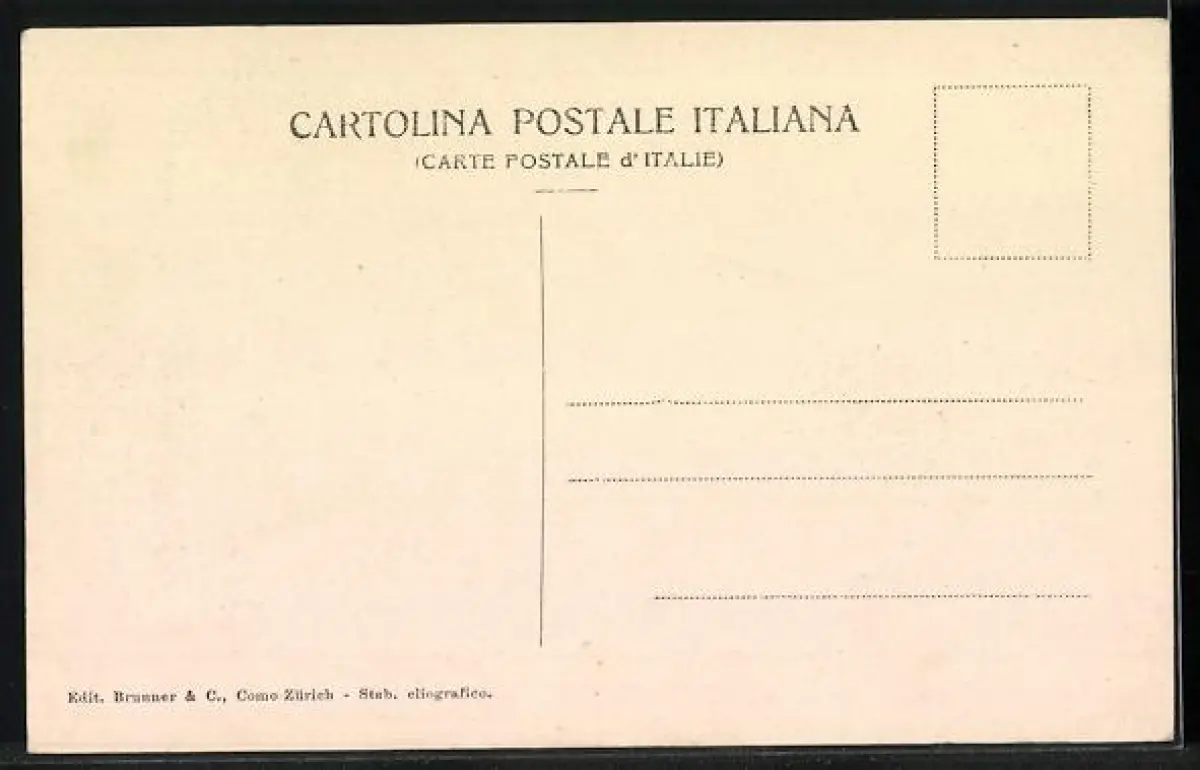 CARTOLINA POSTALE ITALIANA
(CARTE POSTALE d'ITALIE)
Edit. Brunner & C., Como Zürich - Stab. eliografico.